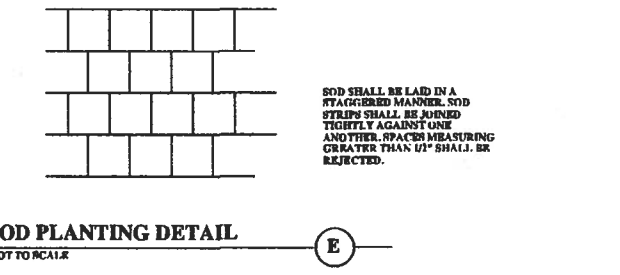 SOD SHALL BE LAID IN A
STAGGERED MANNER. SOD
STRIPS SHALL BE JOINED
TIGHTLY AGAINST ONE
ANOTHER. SPACES MEASURING
GREATER THAN 1/2" SHALL BE
REJECTED.
OD PLANTING DETAIL
E
OT TO SCALE